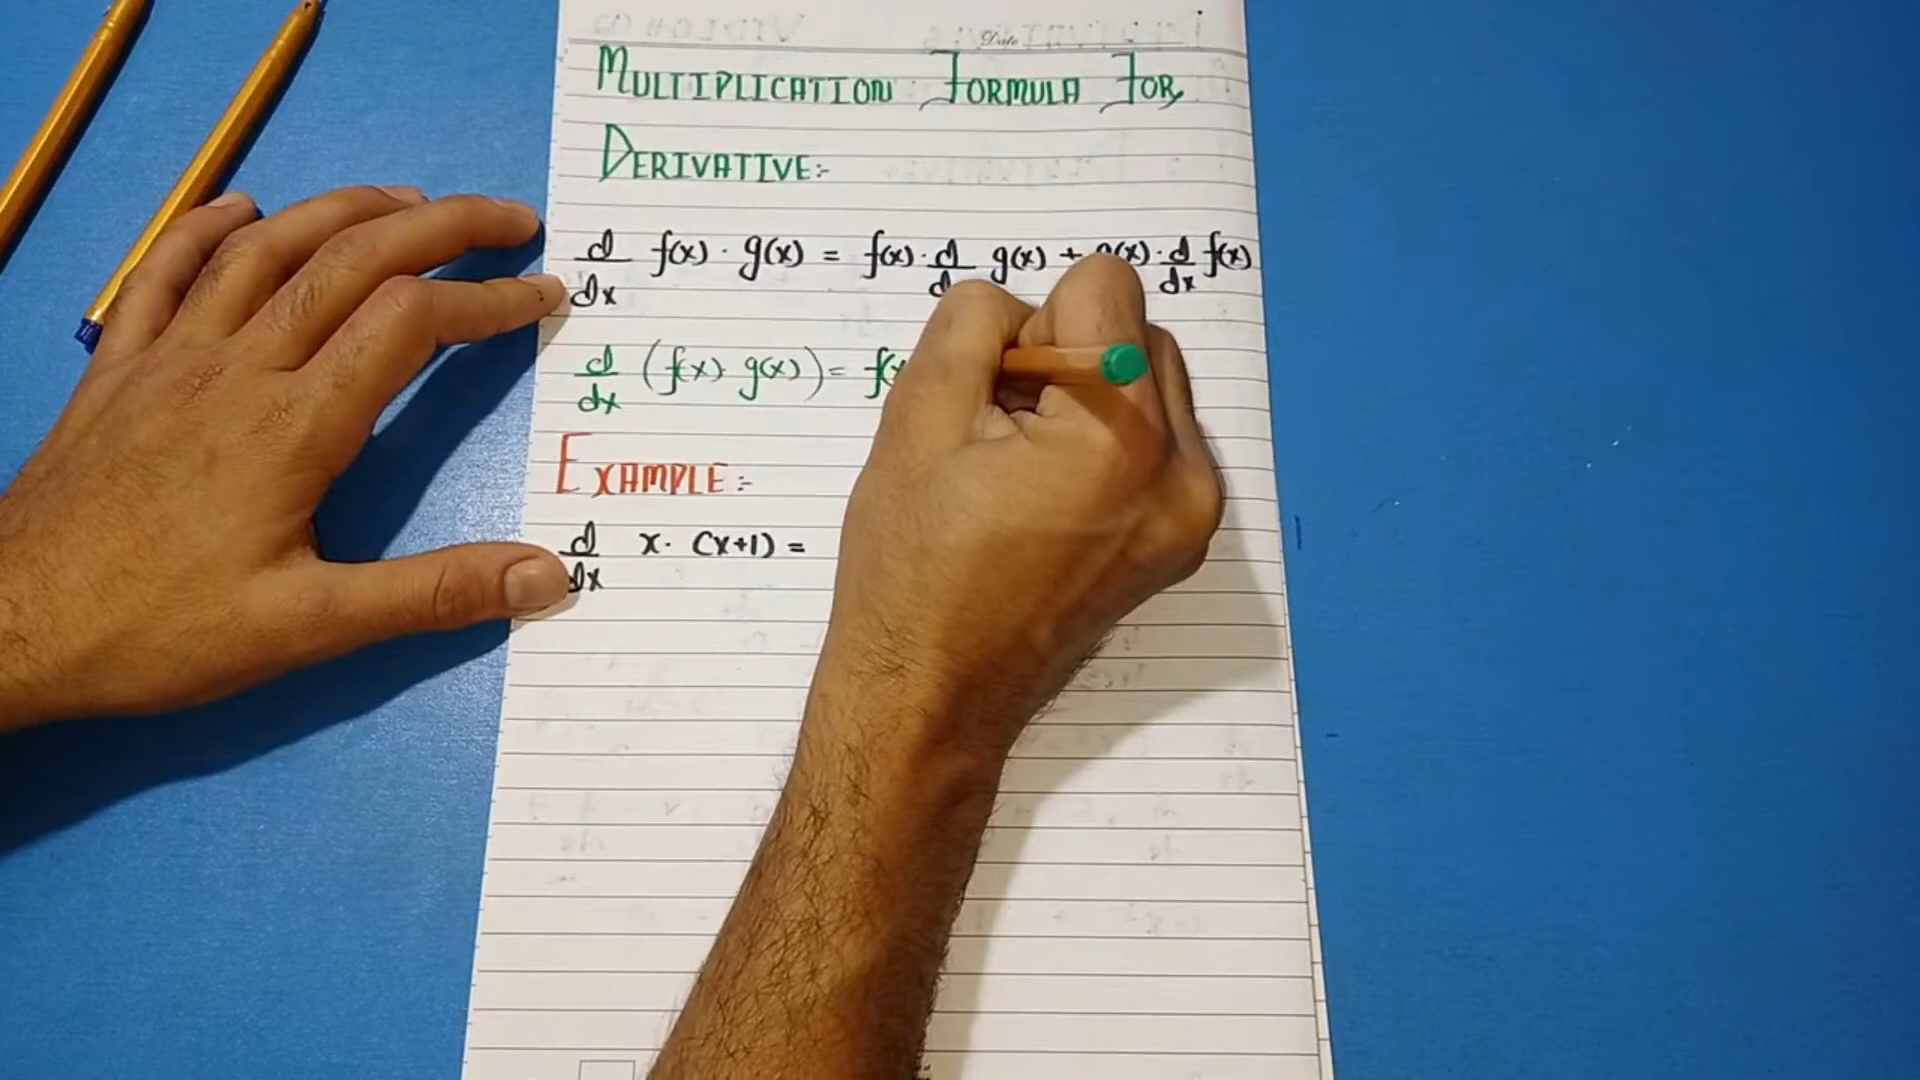 Date
MULTIPLICATION FORMULA FOR
DERIVATIVE:-
d/dx f(x) · g(x) = f(x) · d/d g(x) + g(x) · d/dx f(x)
d/dx (f(x) · g(x)) = f(x
EXAMPLE:-
d/dx x · (x+1) =